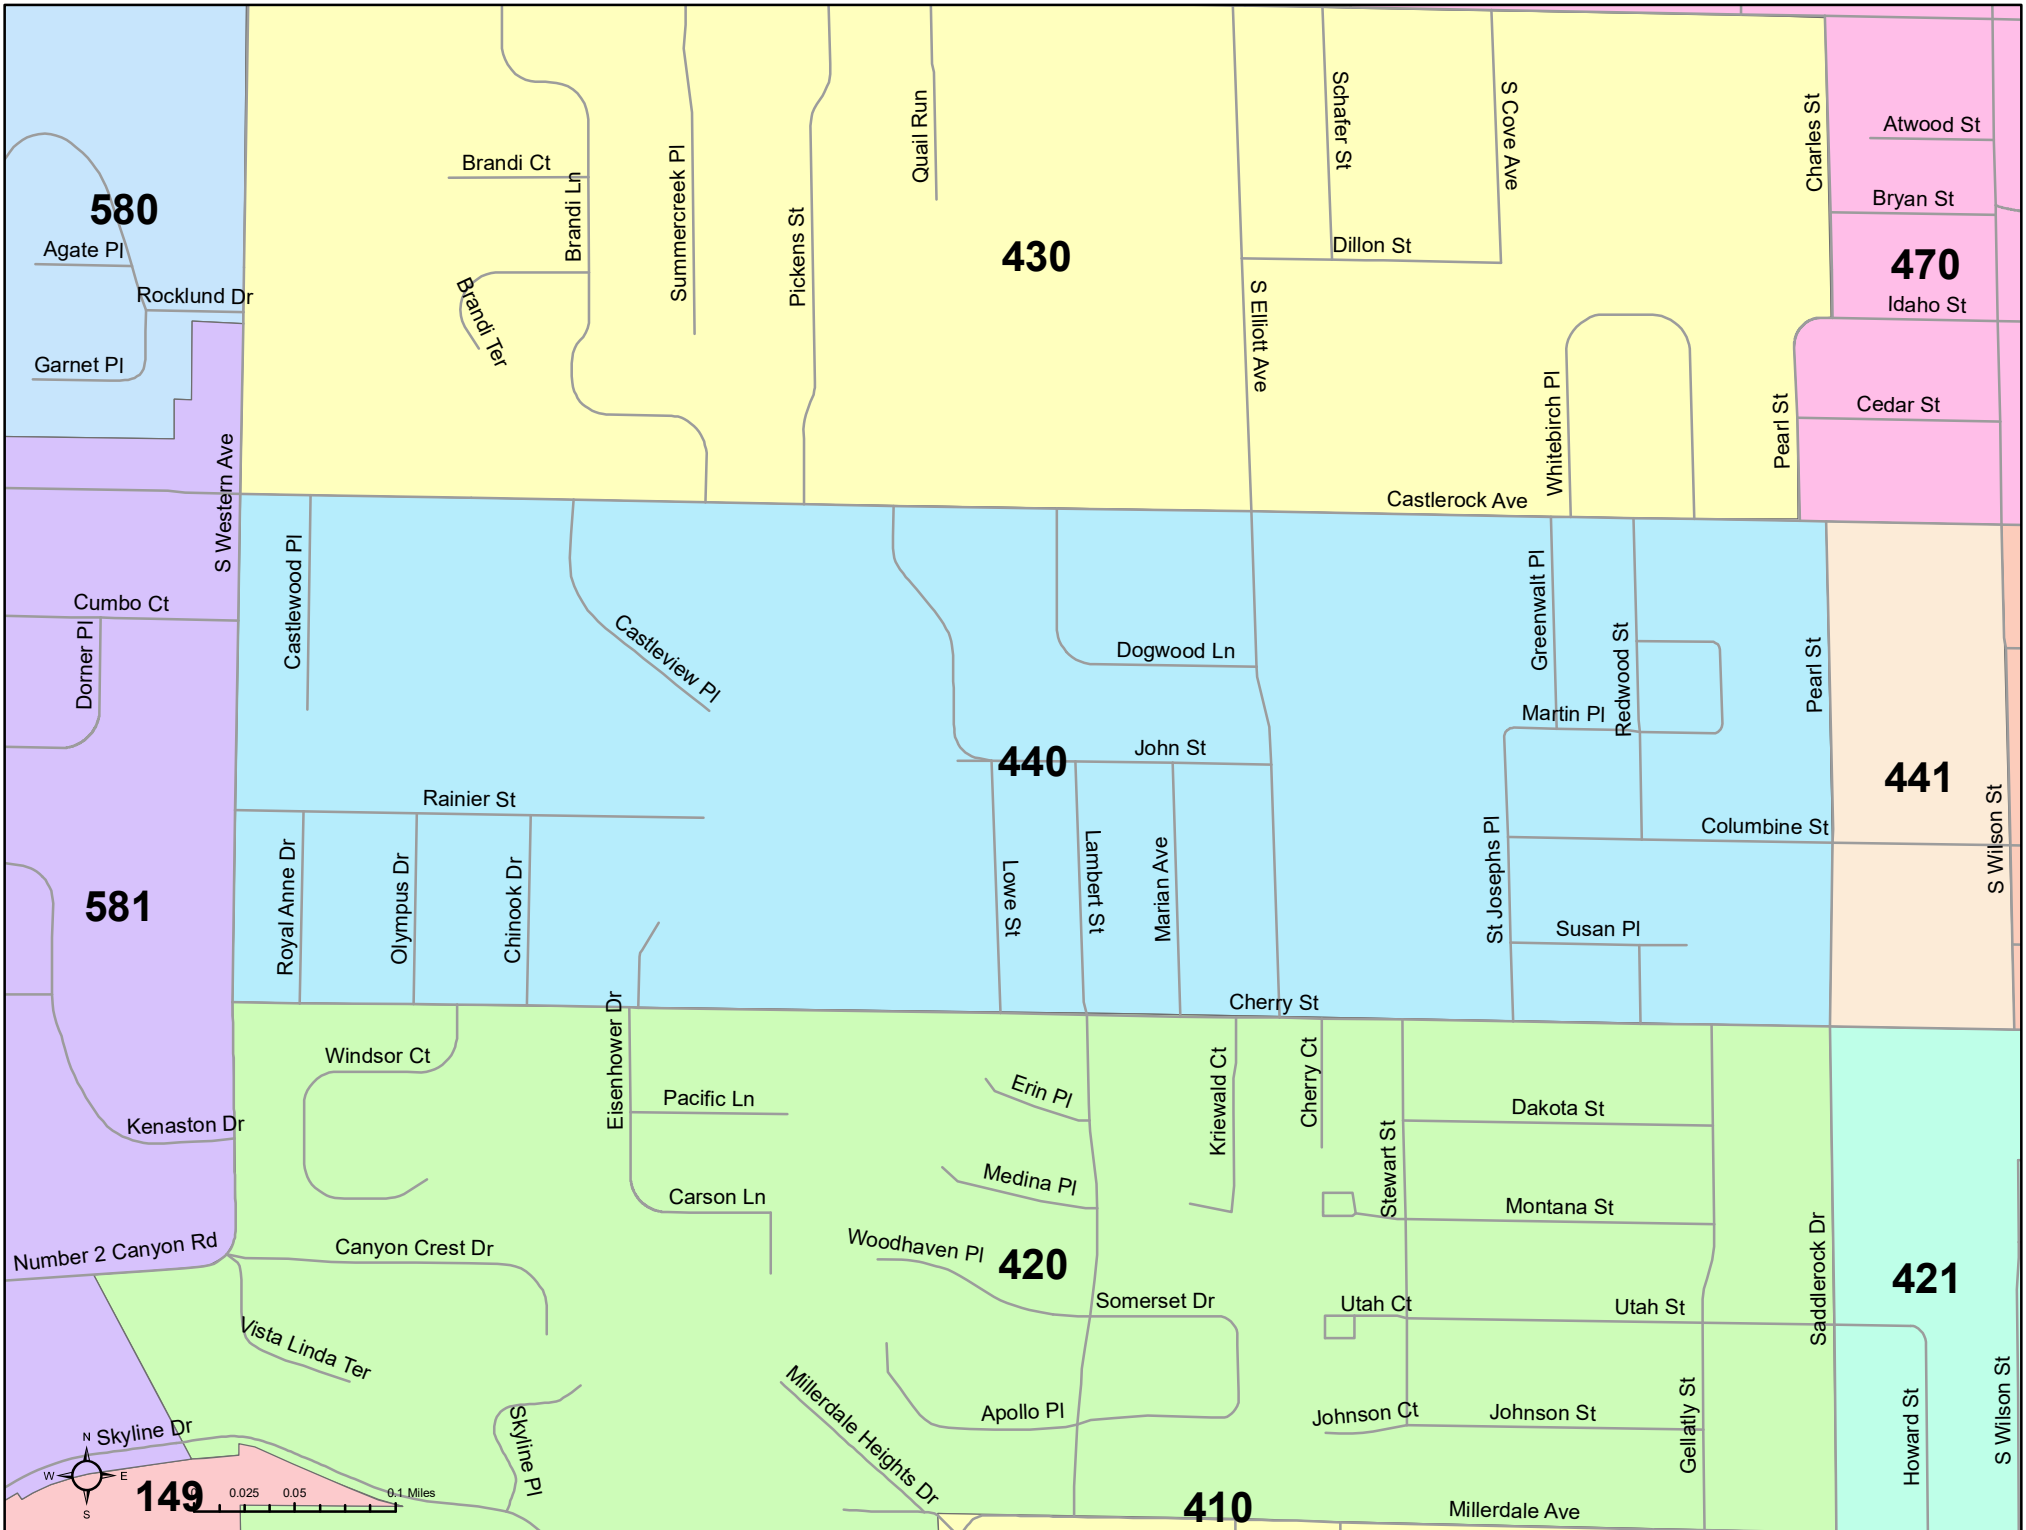 Schafer St
S Cove Ave
Quail Run
Charles St
Atwood St
Brandi Ct
Brandi Ln
Summercreek Pl
Pickens St
580
Bryan St
Agate Pl
430
Dillon St
470
Rocklund Dr
Idaho St
Brandi Ter
S Elliott Ave
Garnet Pl
Whitebirch Pl
Pearl St
Cedar St
S Western Ave
Castlerock Ave
Castlewood Pl
Cumbo Ct
Dorner Pl
Castleview Pl
Dogwood Ln
Greenwalt Pl
Redwood St
Pearl St
Martin Pl
John St
440
441
Rainier St
S Wilson St
Columbine St
Royal Anne Dr
Olympus Dr
Chinook Dr
Lowe St
Lambert St
Marian Ave
St Josephs Pl
581
Susan Pl
Cherry St
Eisenhower Dr
Windsor Ct
Pacific Ln
Erin Pl
Kriewald Ct
Cherry Ct
Stewart St
Dakota St
Kenaston Dr
Medina Pl
Carson Ln
Montana St
Number 2 Canyon Rd
Canyon Crest Dr
Woodhaven Pl
420
Saddlerock Dr
421
Somerset Dr
Utah Ct
Utah St
Vista Linda Ter
Millerdale Heights Dr
Apollo Pl
Johnson Ct
Johnson St
Gellatly St
Howard St
S Wilson St
Skyline Dr
Skyline Pl
N
W
E
S
149
0
0.025
0.05
0.1 Miles
410
Millerdale Ave